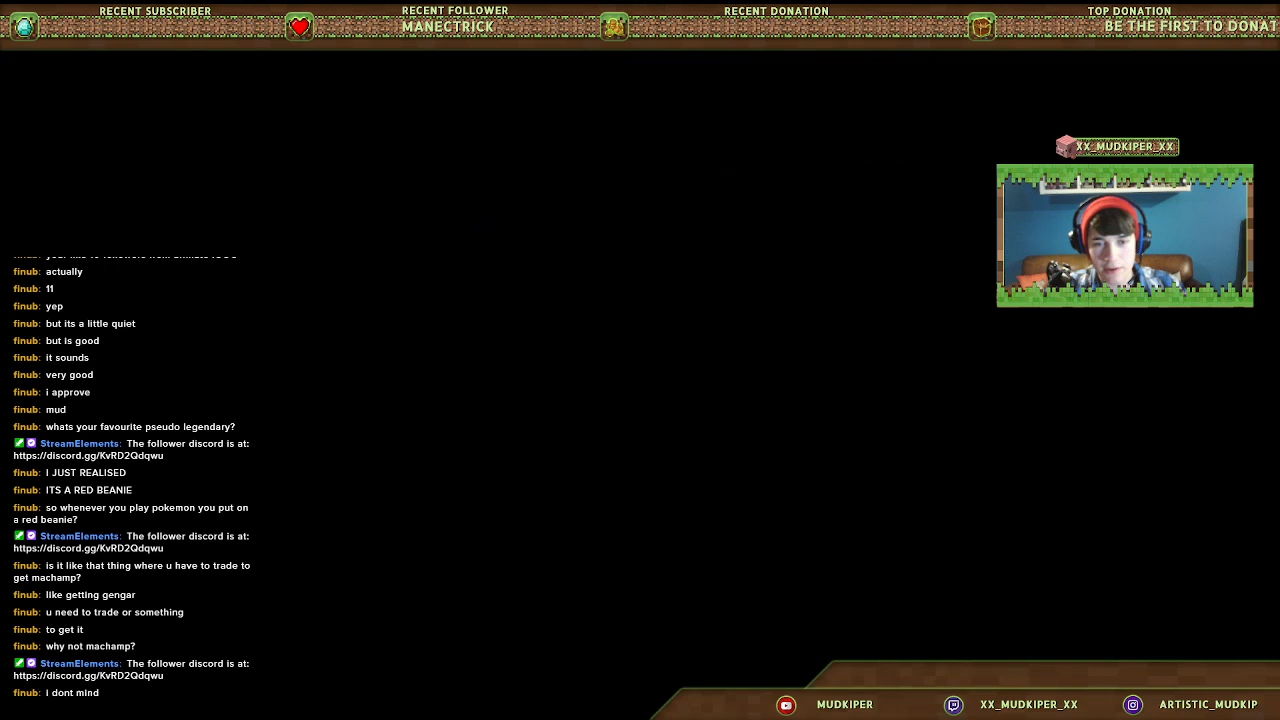 RECENT SUBSCRIBER
RECENT FOLLOWER
MANECTRICK
RECENT DONATION
TOP DONATION
BE THE FIRST TO DONAT
XX_MUDKIPER_XX
finub: actually
finub: 11
finub: yep
finub: but its a little quiet
finub: but is good
finub: it sounds
finub: very good
finub: i approve
finub: mud
finub: whats your favourite pseudo legendary?
StreamElements: The follower discord is at:
https://discord.gg/KvRD2Qdqwu
finub: I JUST REALISED
finub: ITS A RED BEANIE
finub: so whenever you play pokemon you put on
a red beanie?
StreamElements: The follower discord is at:
https://discord.gg/KvRD2Qdqwu
finub: is it like that thing where u have to trade to
get machamp?
finub: like getting gengar
finub: u need to trade or something
finub: to get it
finub: why not machamp?
StreamElements: The follower discord is at:
https://discord.gg/KvRD2Qdqwu
finub: i dont mind
MUDKIPER
XX_MUDKIPER_XX
ARTISTIC_MUDKIP